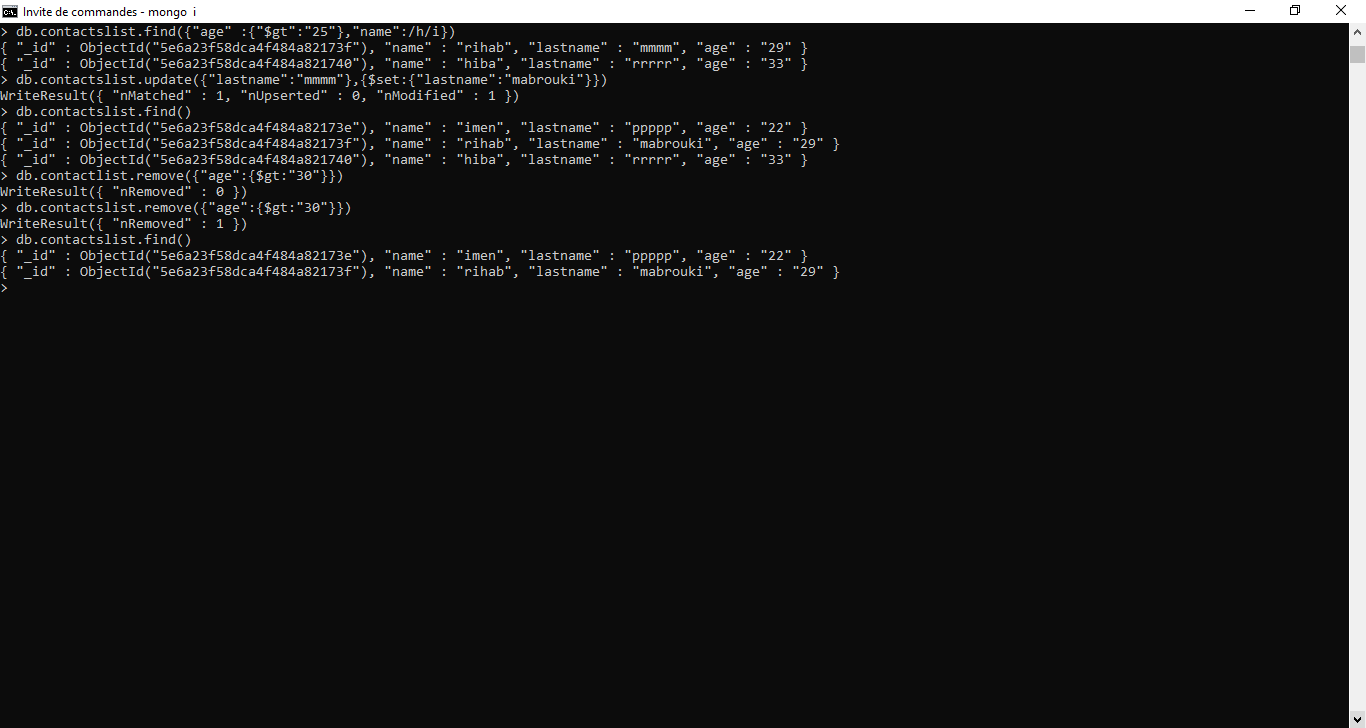 Invite de commandes - mongo i
> db.contactslist.find({"age" :{"$gt":"25"},"name":/h/i})
{ "_id" : ObjectId("5e6a23f58dca4f484a82173f"), "name" : "rihab", "lastname" : "mmmm", "age" : "29" }
{ "_id" : ObjectId("5e6a23f58dca4f484a821740"), "name" : "hiba", "lastname" : "rrrrr", "age" : "33" }
> db.contactslist.update({"lastname":"mmmm"},{$set:{"lastname":"mabrouki"}})
WriteResult({ "nMatched" : 1, "nUpserted" : 0, "nModified" : 1 })
> db.contactslist.find()
{ "_id" : ObjectId("5e6a23f58dca4f484a82173e"), "name" : "imen", "lastname" : "ppppp", "age" : "22" }
{ "_id" : ObjectId("5e6a23f58dca4f484a82173f"), "name" : "rihab", "lastname" : "mabrouki", "age" : "29" }
{ "_id" : ObjectId("5e6a23f58dca4f484a821740"), "name" : "hiba", "lastname" : "rrrrr", "age" : "33" }
> db.contactlist.remove({"age":{$gt:"30"}})
WriteResult({ "nRemoved" : 0 })
> db.contactslist.remove({"age":{$gt:"30"}})
WriteResult({ "nRemoved" : 1 })
> db.contactslist.find()
{ "_id" : ObjectId("5e6a23f58dca4f484a82173e"), "name" : "imen", "lastname" : "ppppp", "age" : "22" }
{ "_id" : ObjectId("5e6a23f58dca4f484a82173f"), "name" : "rihab", "lastname" : "mabrouki", "age" : "29" }
>